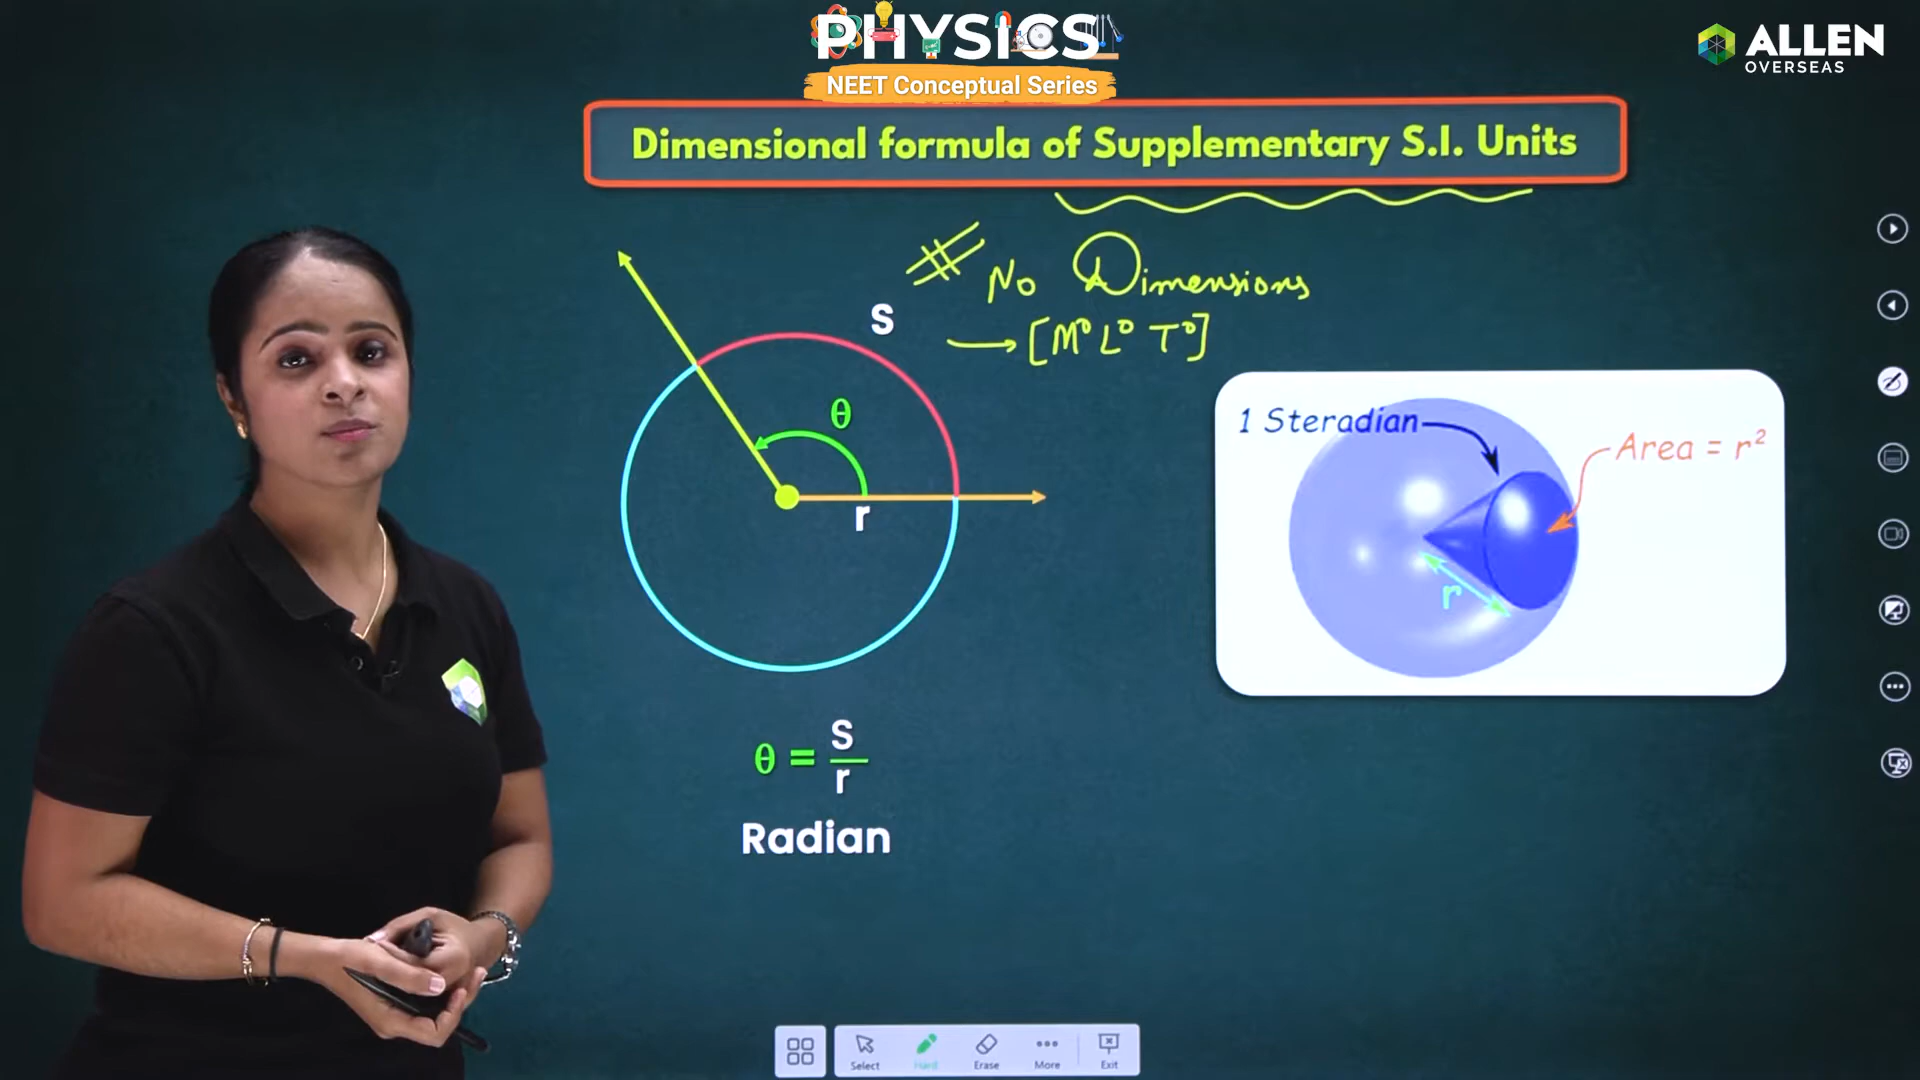 PHYSICS
NEET Conceptual Series
ALLEN
OVERSEAS
Dimensional formula of Supplementary S.I. Units
# No Dimensions
→ [M⁰ L⁰ T⁰]
S
θ
r
1 Steradian
Area = r²
r
θ = S/r
Radian
Select
Hard
Erase
More
Exit